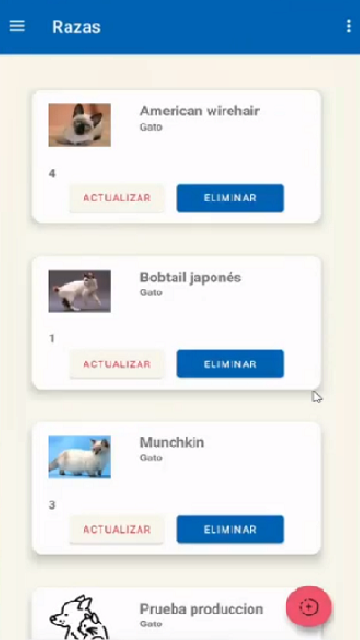 Razas
American wirehair
Gato
4
ACTUALIZAR
ELIMINAR
Bobtail japonés
Gato
1
ACTUALIZAR
ELIMINAR
Munchkin
Gato
3
ACTUALIZAR
ELIMINAR
Prueba produccion
Gato